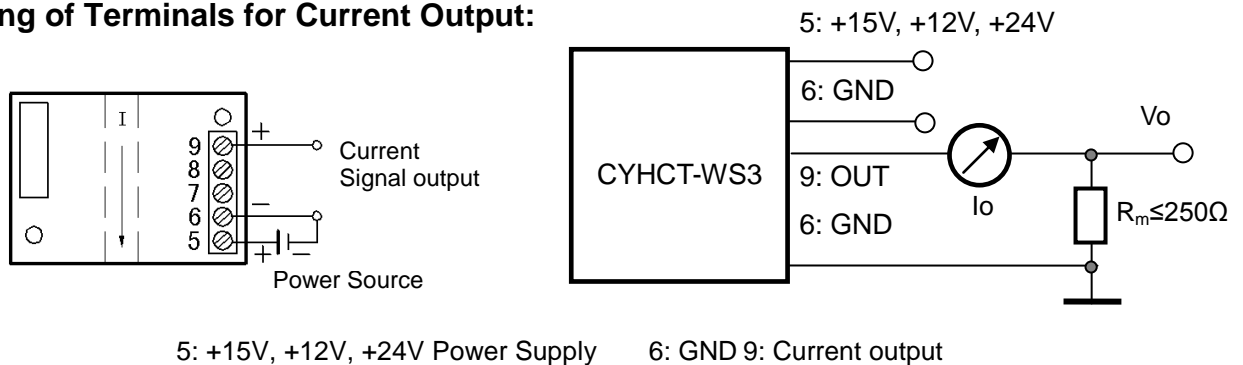 ng of Terminals for Current Output:
I
9
8
7
6
5
+
−
+
−
Current
Signal output
Power Source
5: +15V, +12V, +24V
6: GND
CYHCT-WS3
9: OUT
6: GND
Io
Vo
Rm≤250Ω
5: +15V, +12V, +24V Power Supply 6: GND 9: Current output